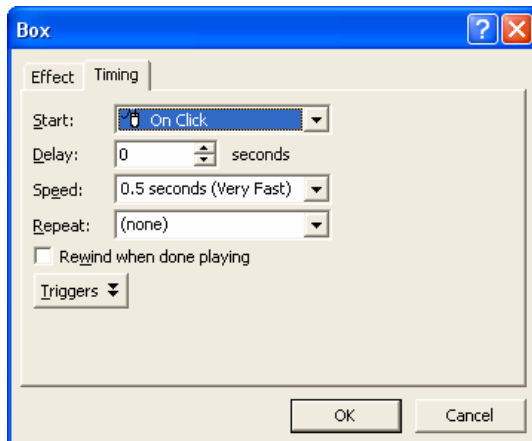 Box
Effect Timing
Start: On Click
Delay: 0 seconds
Speed: 0.5 seconds (Very Fast)
Repeat: (none)
Rewind when done playing
Triggers
OK Cancel